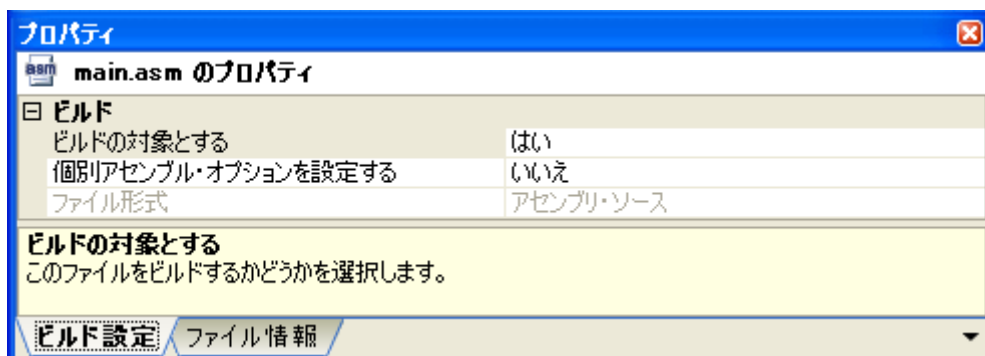 プロパティ
asm main.asm のプロパティ
ビルド
ビルドの対象とする はい
個別アセンブル・オプションを設定する いいえ
ファイル形式 アセンブリ・ソース
ビルドの対象とする
このファイルをビルドするかどうかを選択します。
ビルド設定 ファイル情報